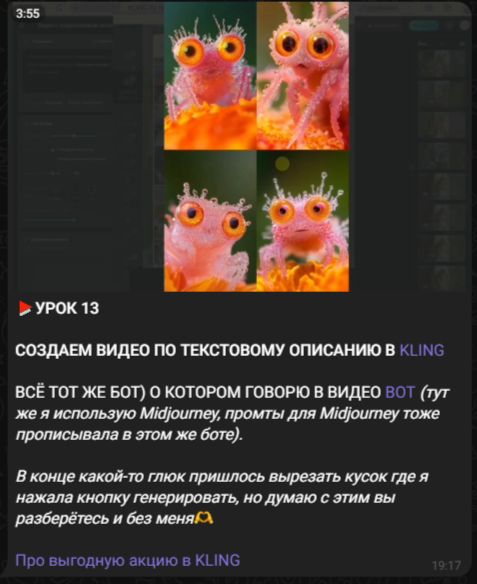 3:55
УРОК 13
СОЗДАЕМ ВИДЕО ПО ТЕКСТОВОМУ ОПИСАНИЮ В KLING
ВСЁ ТОТ ЖЕ БОТ) О КОТОРОМ ГОВОРЮ В ВИДЕО BOT (тут
же я использую Midjourney, промты для Midjourney тоже
прописывала в этом же боте).
В конце какой-то глюк пришлось вырезать кусок где я
нажала кнопку генерировать, но думаю с этим вы
разберётесь и без меня
Про выгодную акцию в KLING
19:17